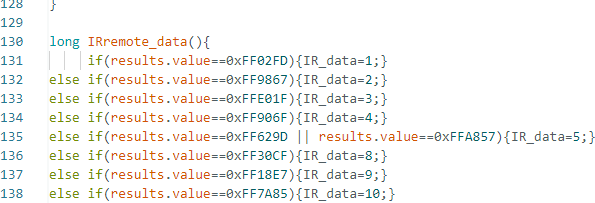 128 }
129
130 long IRremote_data(){
131 if(results.value==0xFF02FD){IR_data=1;}
132 else if(results.value==0xFF9867){IR_data=2;}
133 else if(results.value==0xFFE01F){IR_data=3;}
134 else if(results.value==0xFF906F){IR_data=4;}
135 else if(results.value==0xFF629D || results.value==0xFFA857){IR_data=5;}
136 else if(results.value==0xFF30CF){IR_data=8;}
137 else if(results.value==0xFF18E7){IR_data=9;}
138 else if(results.value==0xFF7A85){IR_data=10;}